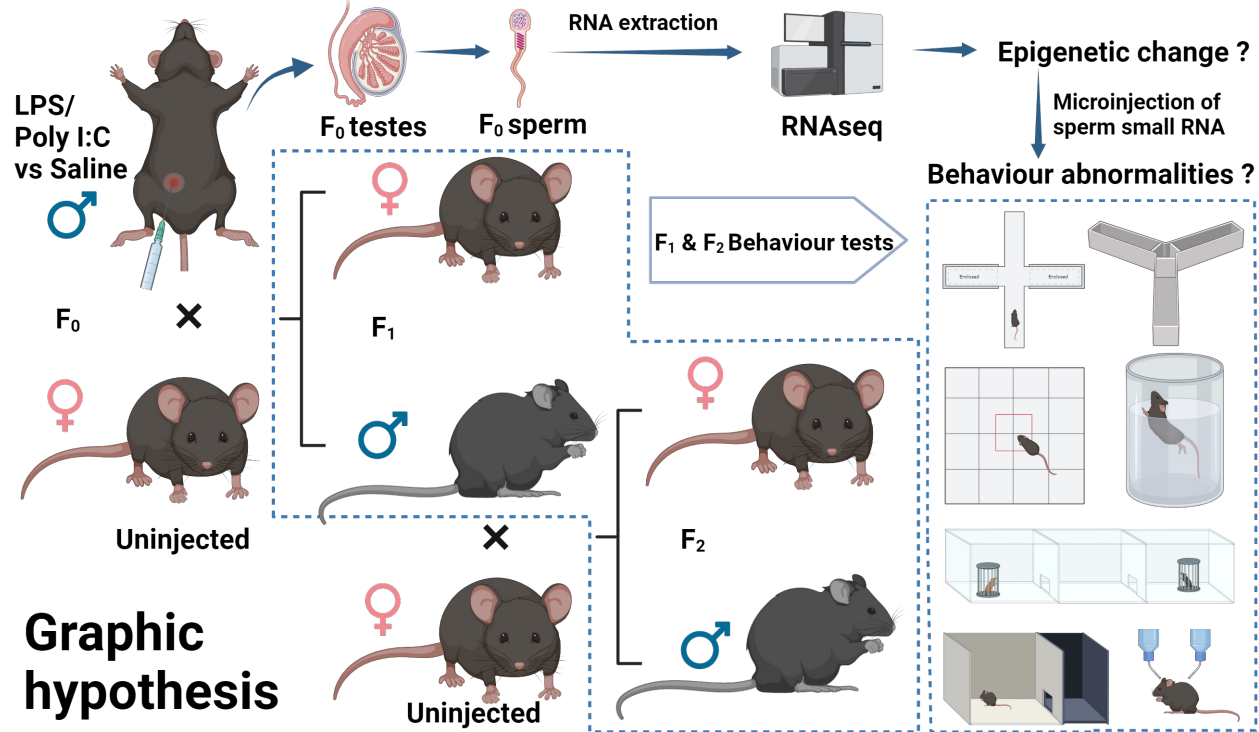 LPS/
Poly I:C
vs Saline
F₀ testes
F₀ sperm
RNA extraction
RNAseq
Epigenetic change ?
Microinjection of
sperm small RNA
Behaviour abnormalities ?
F₁ & F₂ Behaviour tests
Enclosed
Enclosed
F₀
F₁
Uninjected
F₂
Uninjected
Graphic
hypothesis